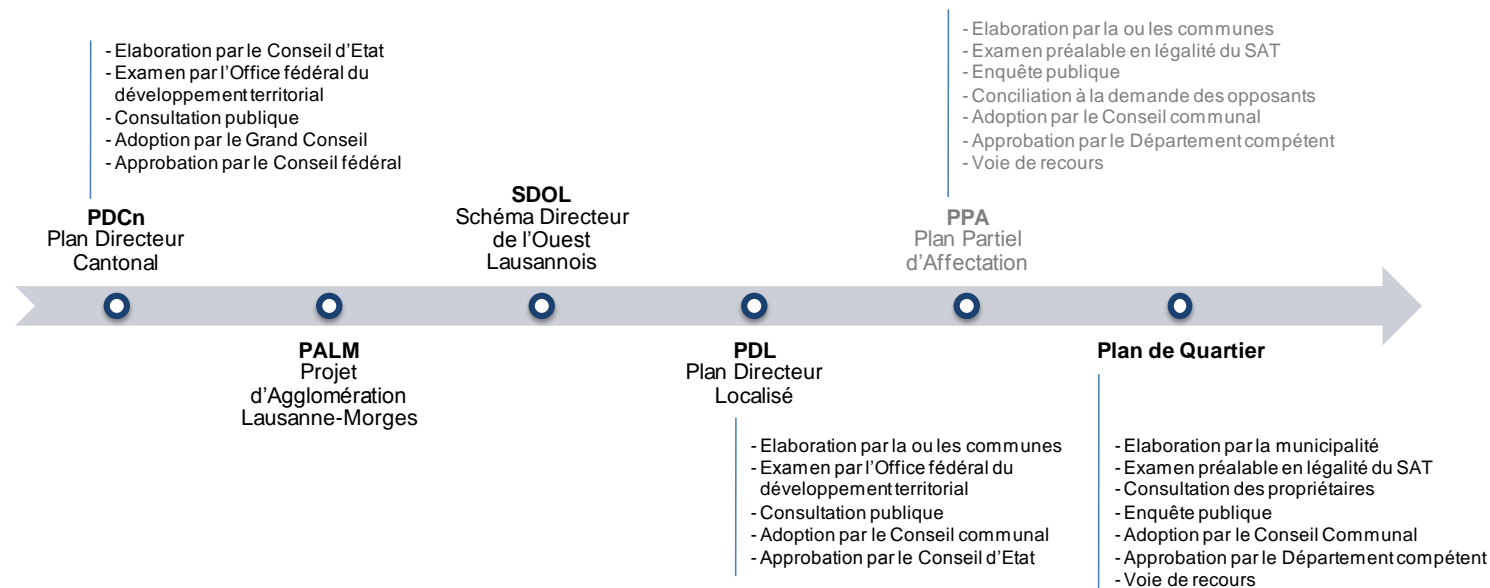 - Elaboration par le Conseil d'Etat
- Examen par l'Office fédéral du
développement territorial
- Consultation publique
- Adoption par le Grand Conseil
- Approbation par le Conseil fédéral
PDCn
Plan Directeur
Cantonal
PALM
Projet
d'Agglomération
Lausanne-Morges
SDOL
Schéma Directeur
de l'Ouest
Lausannois
PDL
Plan Directeur
Localisé
- Elaboration par la ou les communes
- Examen par l'Office fédéral du
développement territorial
- Consultation publique
- Adoption par le Conseil communal
- Approbation par le Conseil d'Etat
- Elaboration par la ou les communes
- Examen préalable en légalité du SAT
- Enquête publique
- Conciliation à la demande des opposants
- Adoption par le Conseil communal
- Approbation par le Département compétent
- Voie de recours
PPA
Plan Partiel
d'Affectation
Plan de Quartier
- Elaboration par la municipalité
- Examen préalable en légalité du SAT
- Consultation des propriétaires
- Enquête publique
- Adoption par le Conseil Communal
- Approbation par le Département compétent
- Voie de recours